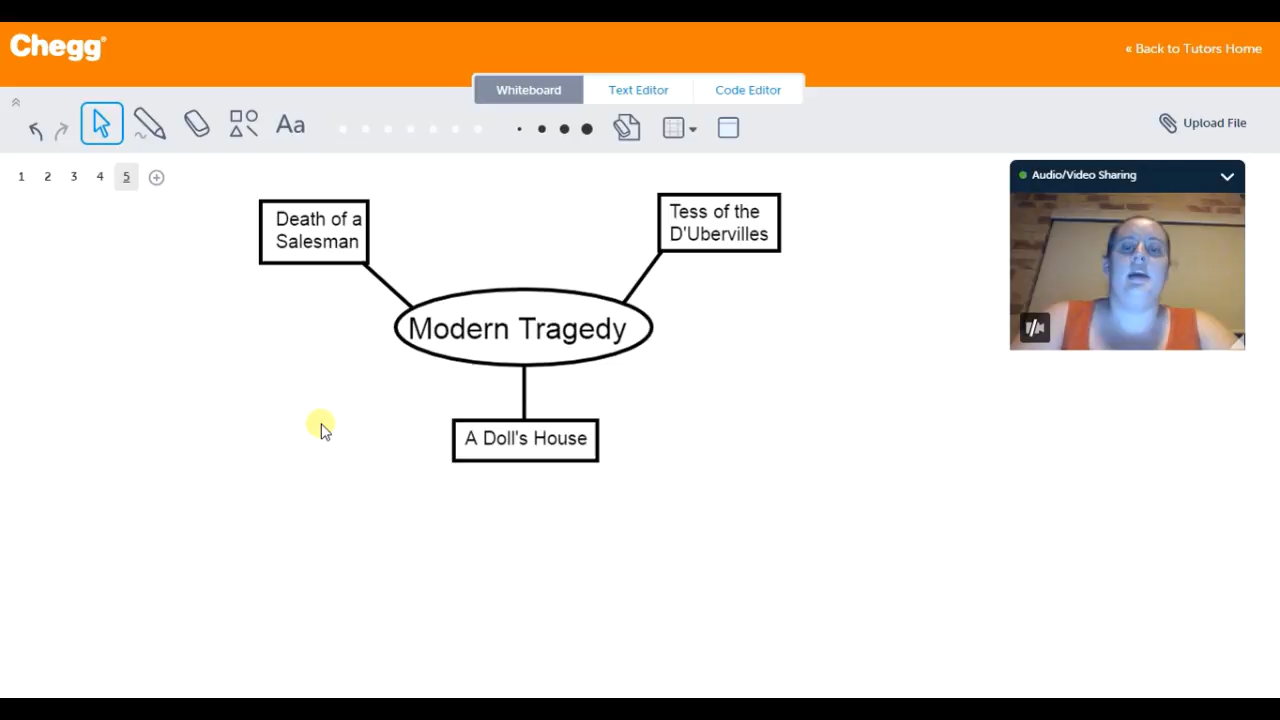 Chegg®
« Back to Tutors Home
Whiteboard
Text Editor
Code Editor
Aa
Upload File
1 2 3 4 5
Audio/Video Sharing
Death of a
Salesman
Tess of the
D'Ubervilles
Modern Tragedy
A Doll's House